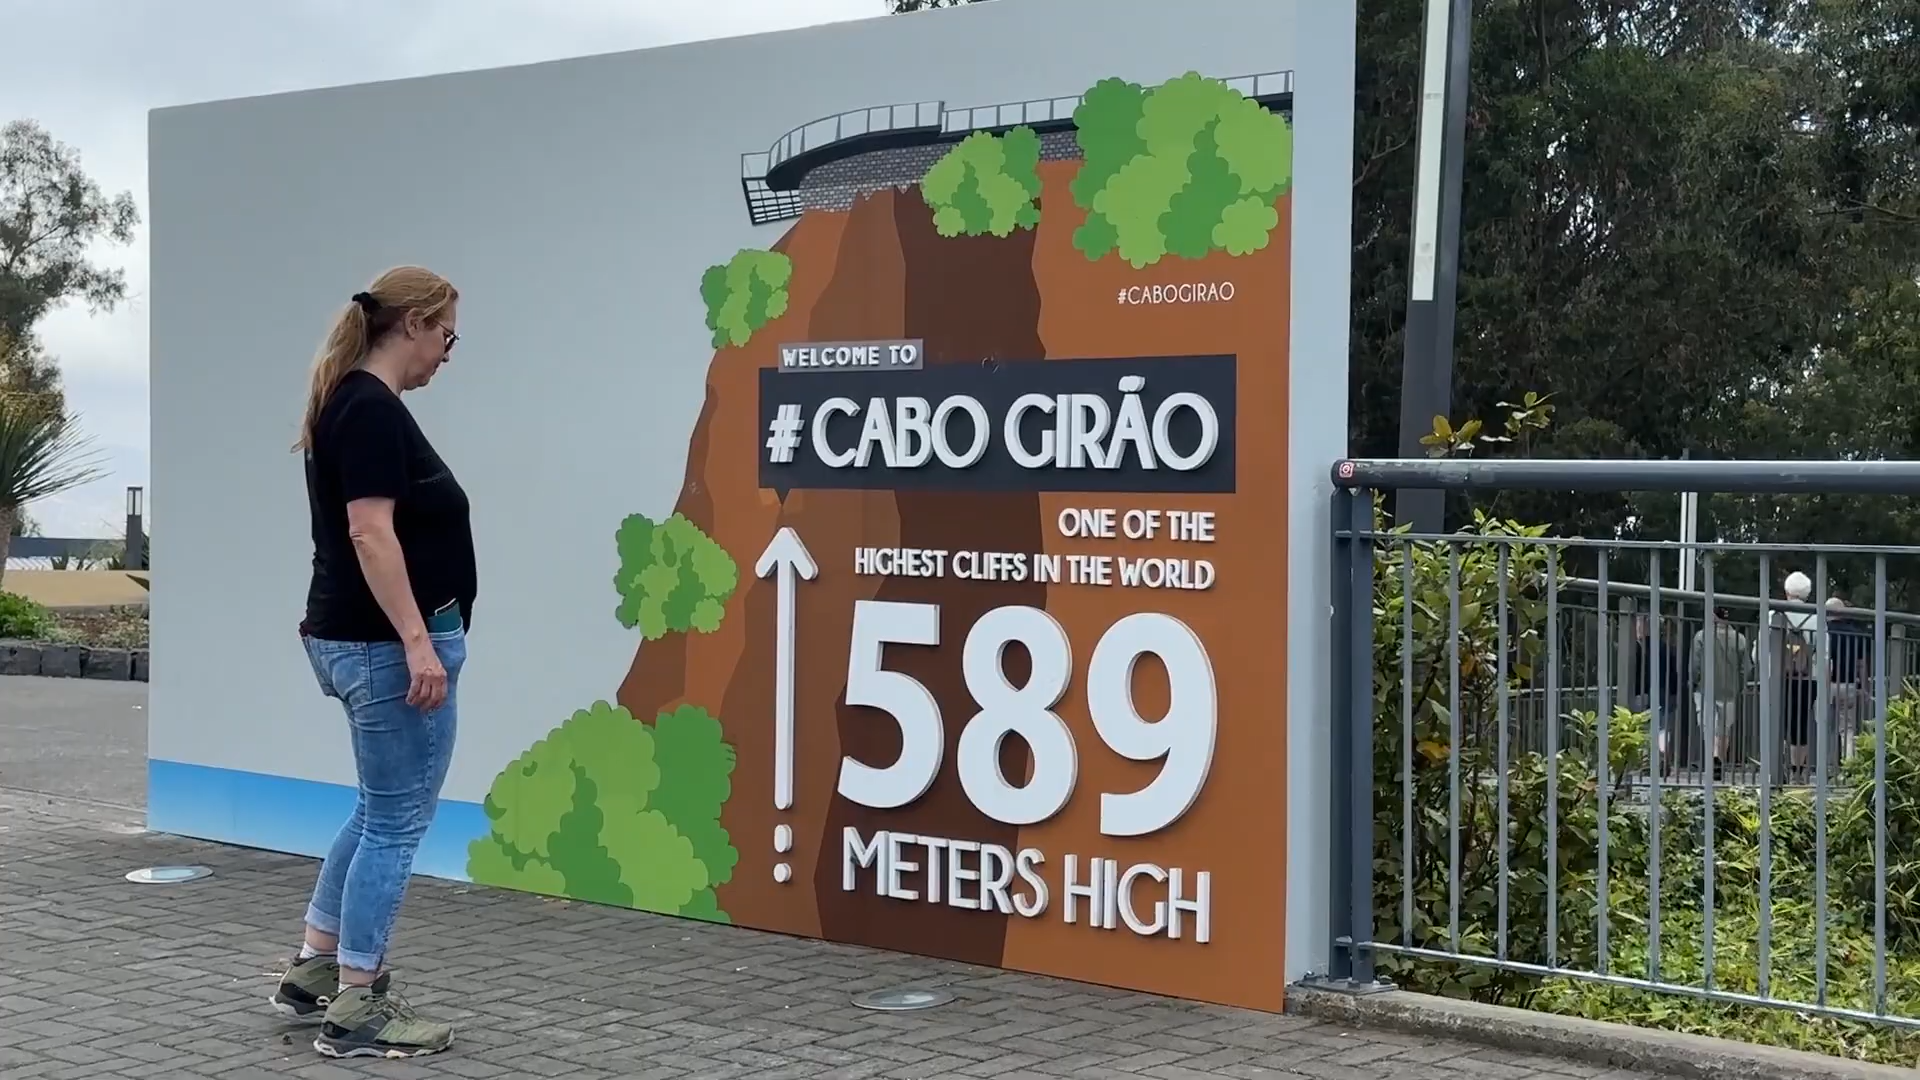 #CABOGIRAO
WELCOME TO
# CABO GIRÃO
ONE OF THE
HIGHEST CLIFFS IN THE WORLD
589
METERS HIGH